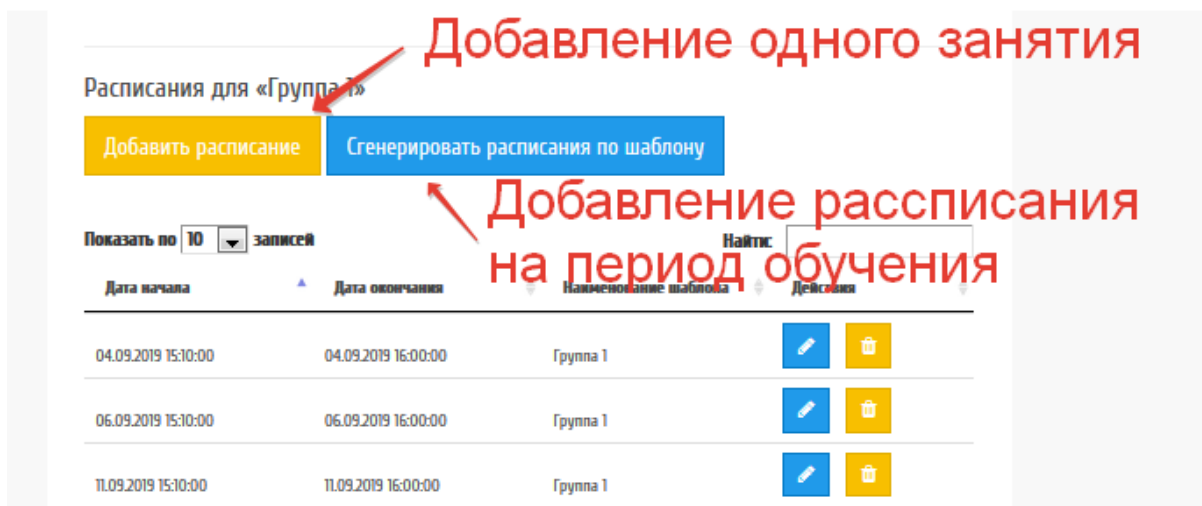 Добавление одного занятия
Расписания для «Группа 1»
Добавить расписание
Сгенерировать расписания по шаблону
Добавление рассписания
на период обучения
Показать по 10 записей
Найти:
Дата начала Дата окончания Наименование шаблона Действия
04.09.2019 15:10:00 04.09.2019 16:00:00 Группа 1
06.09.2019 15:10:00 06.09.2019 16:00:00 Группа 1
11.09.2019 15:10:00 11.09.2019 16:00:00 Группа 1